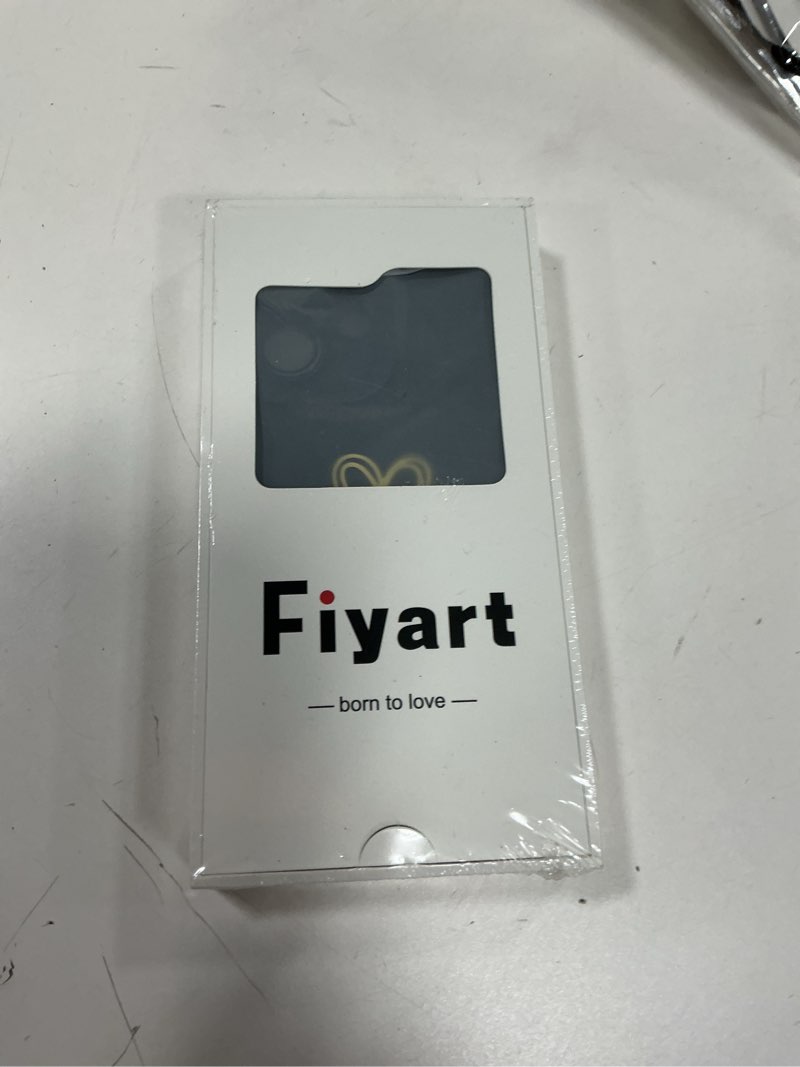 Fiyart
— born to love —